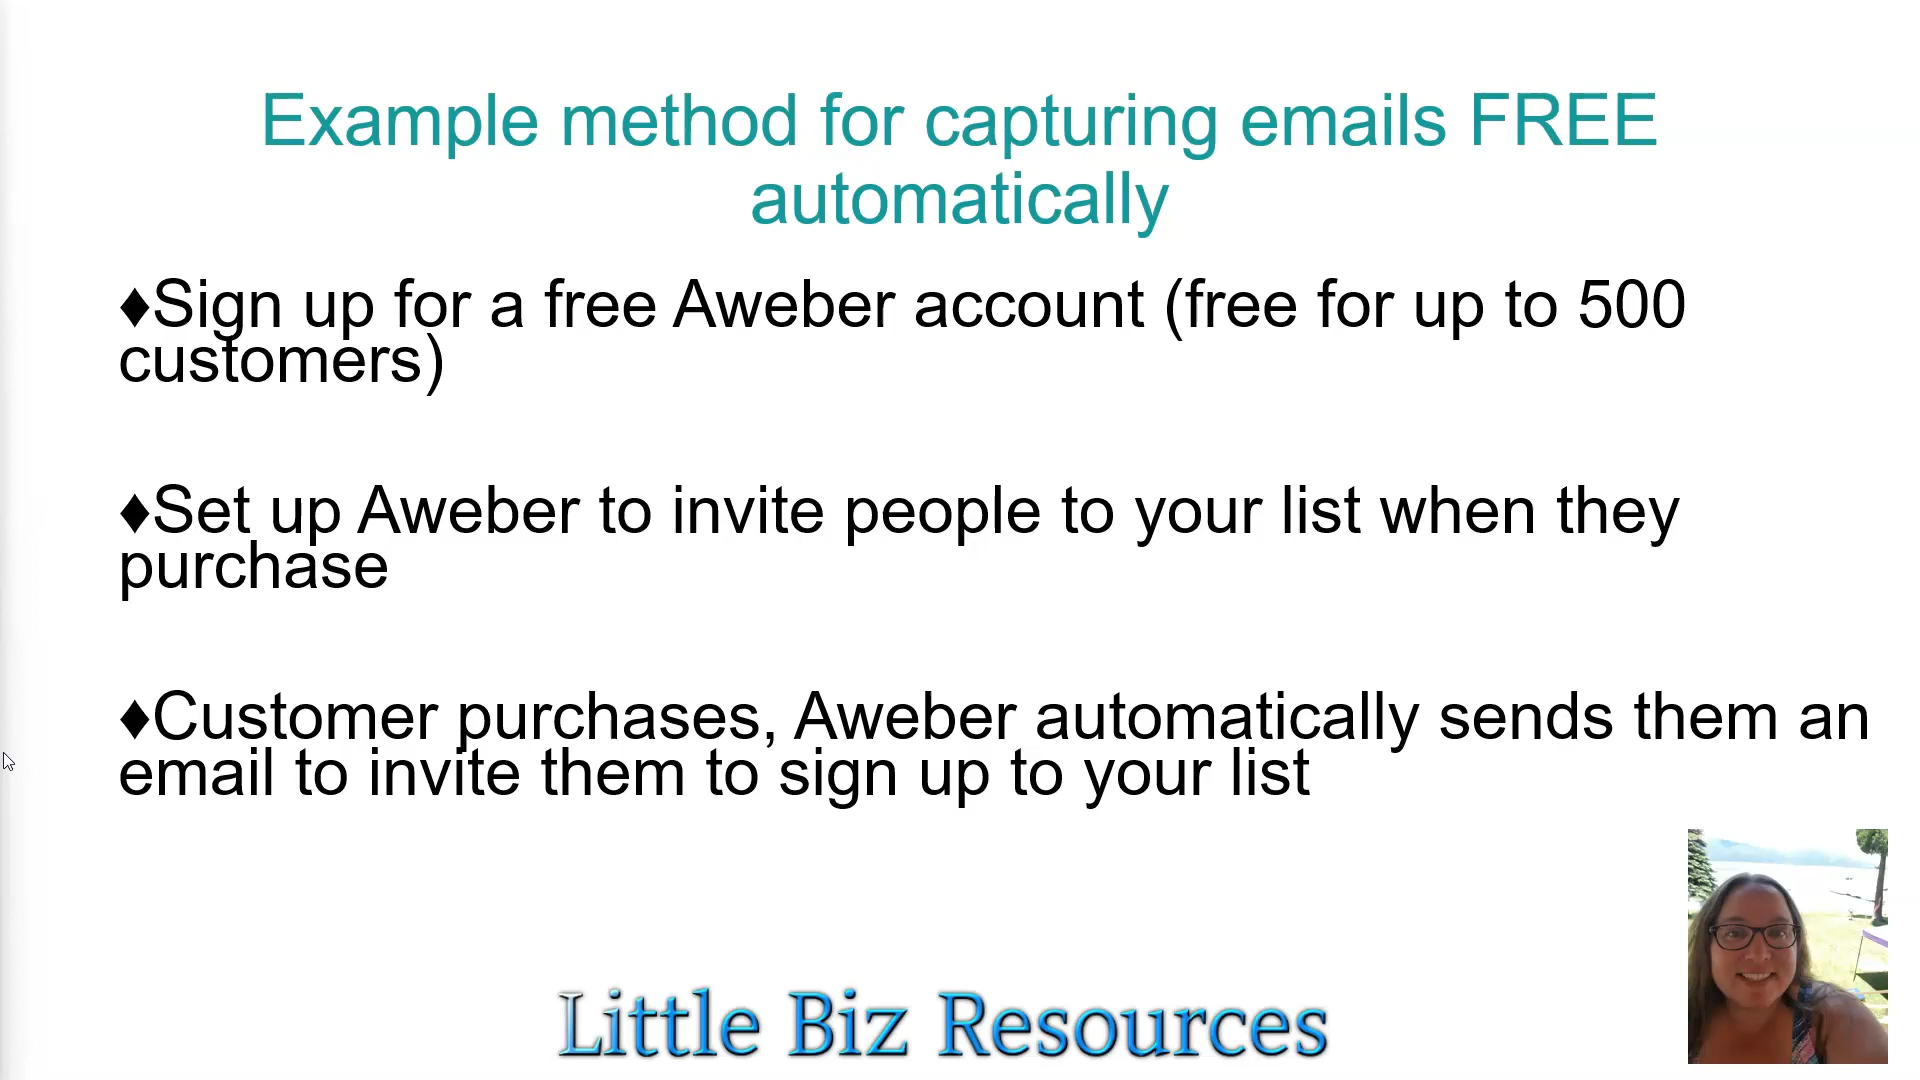 Example method for capturing emails FREE
automatically
♦Sign up for a free Aweber account (free for up to 500
customers)
♦Set up Aweber to invite people to your list when they
purchase
♦Customer purchases, Aweber automatically sends them an
email to invite them to sign up to your list
Little Biz Resources